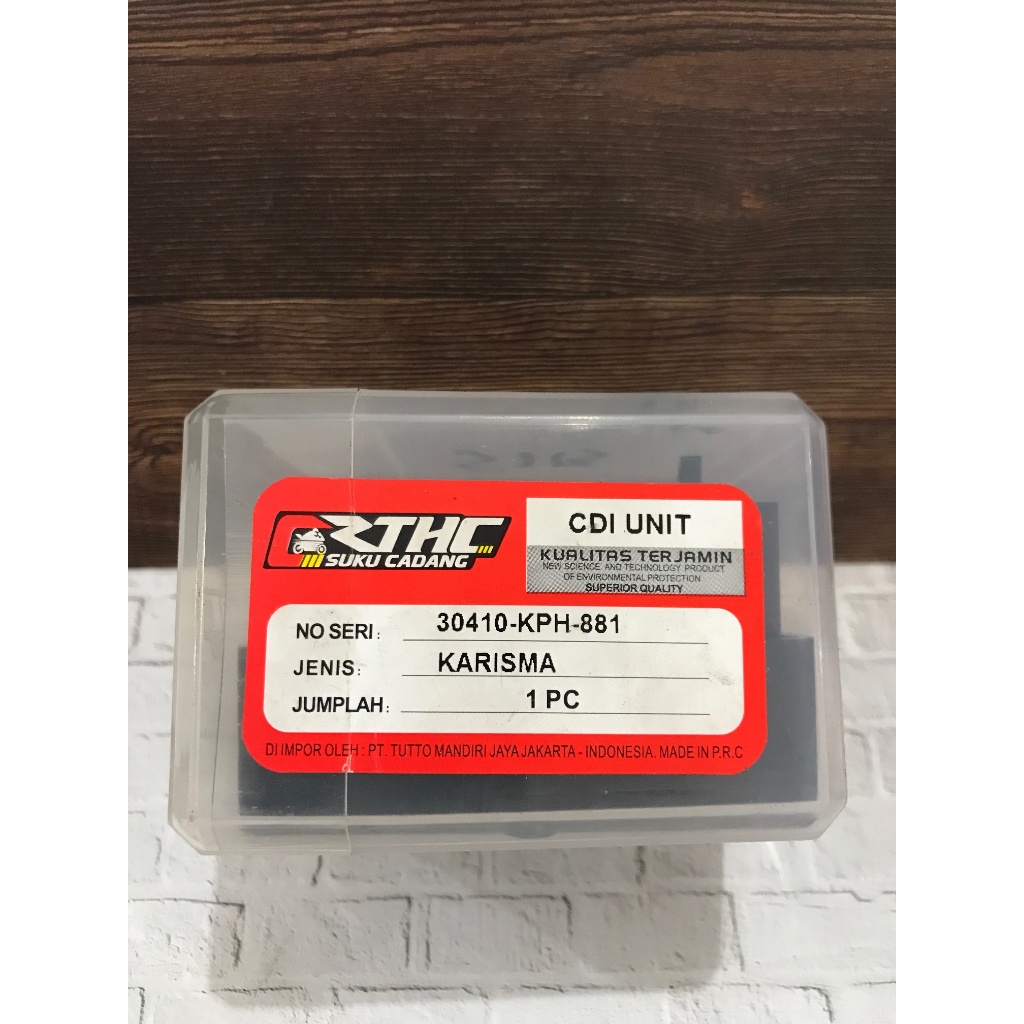 RTHC
SUKU CADANG
CDI UNIT
KUALITAS TERJAMIN
NEW SCIENCE AND TECHNOLOGY PRODUCT
OF ENVIRONMENTAL PROTECTION
SUPERIOR QUALITY
NO SERI: 30410-KPH-881
JENIS: KARISMA
JUMPLAH: 1 PC
DI IMPOR OLEH : PT. TUTTO MANDIRI JAYA JAKARTA - INDONESIA. MADE IN P.R.C